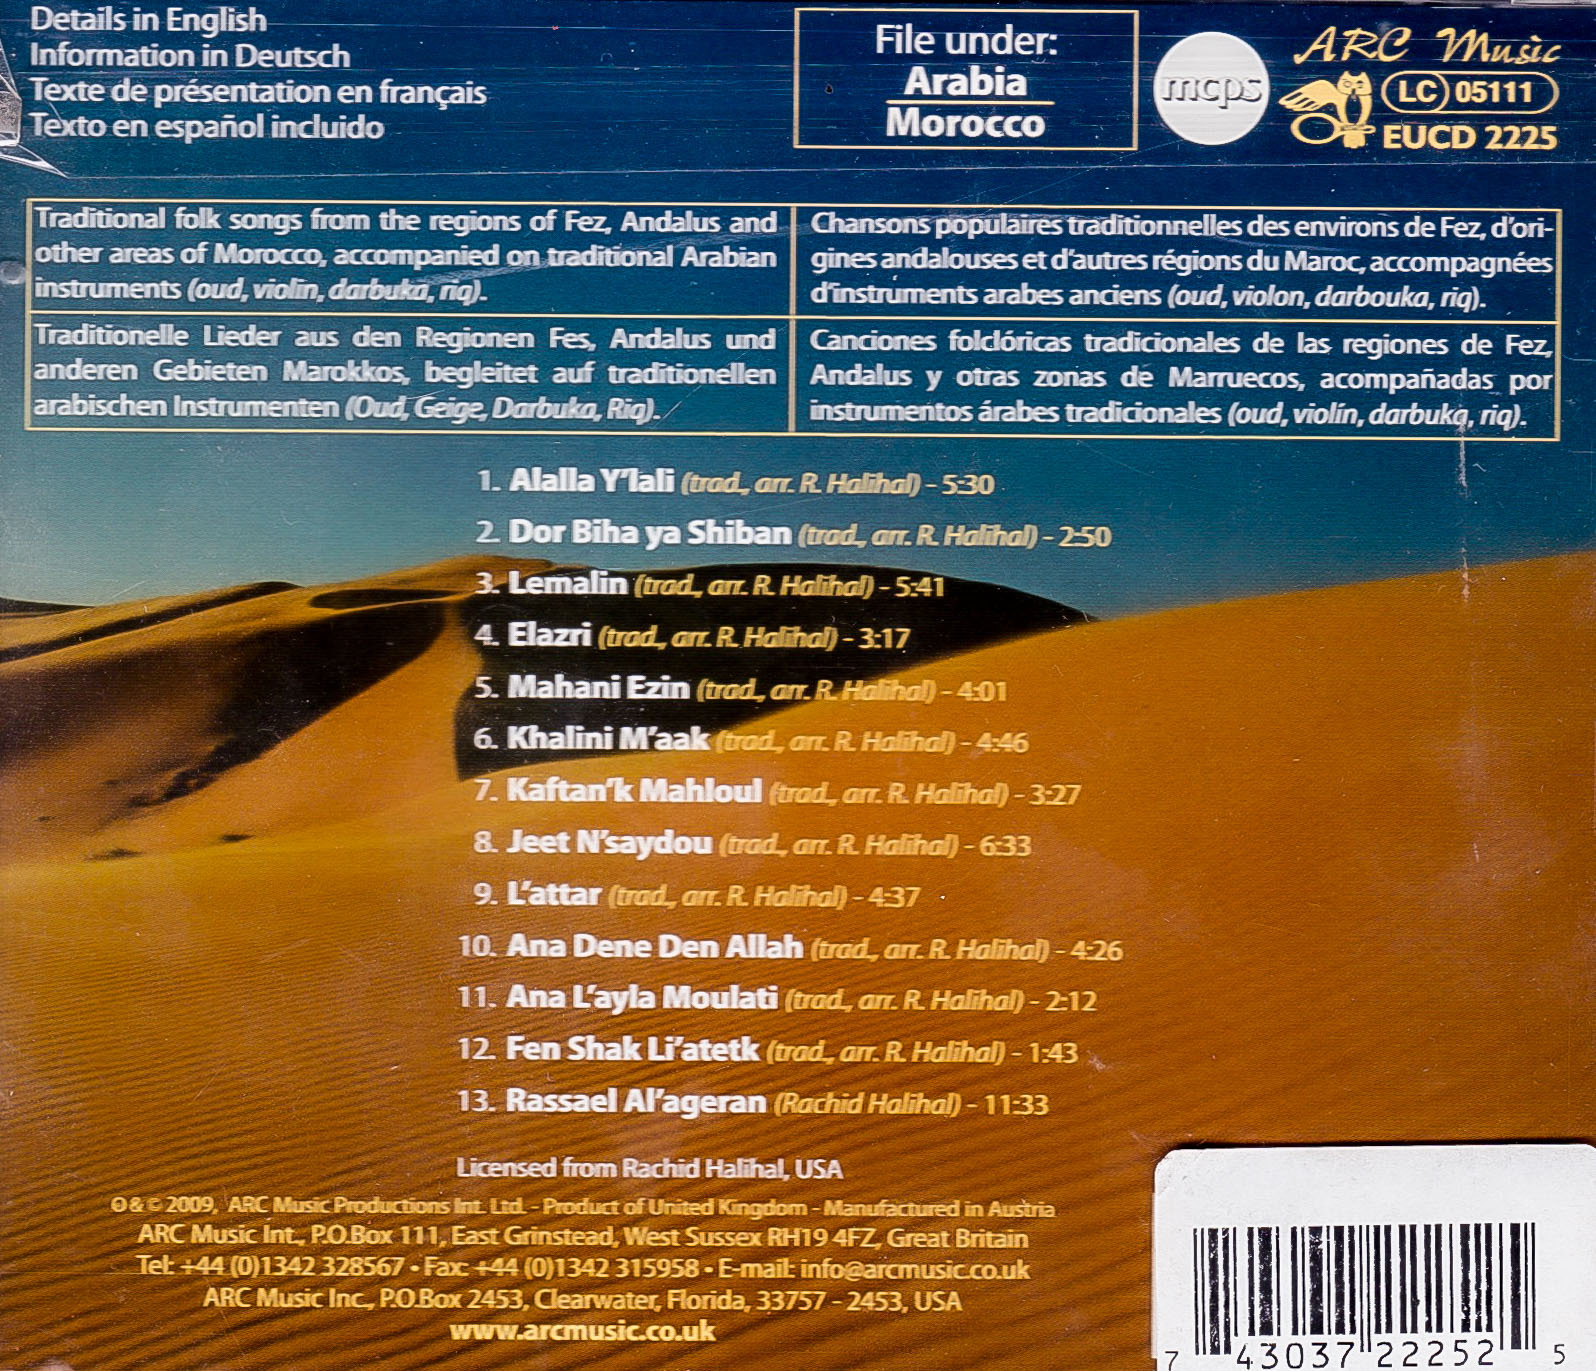 Details in English
Information in Deutsch
Texte de présentation en français
Texto en español incluido
File under:
Arabia
Morocco
mcps
ARC Music
LC 05111
EUCD 2225
Traditional folk songs from the regions of Fez, Andalus and
other areas of Morocco, accompanied on traditional Arabian
instruments (oud, violin, darbuka, riq).
Chansons populaires traditionnelles des environs de Fez, d'ori-
gines andalouses et d'autres régions du Maroc, accompagnées
d'instruments arabes anciens (oud, violon, darbouka, riq).
Traditionelle Lieder aus den Regionen Fes, Andalus und
anderen Gebieten Marokkos, begleitet auf traditionellen
arabischen Instrumenten (Oud, Geige, Darbuka, Riq).
Canciones folclóricas tradicionales de las regiones de Fez,
Andalus y otras zonas de Marruecos, acompañadas por
instrumentos árabes tradicionales (oud, violín, darbuka, riq).
1. Alalla Y'lali (trad., arr. R. Halihal) - 5:30
2. Dor Biha ya Shiban (trad., arr. R. Halihal) - 2:50
3. Lemalin (trad., arr. R. Halihal) - 5:41
4. Elazri (trad., arr. R. Halihal) - 3:17
5. Mahani Ezin (trad., arr. R. Halihal) - 4:01
6. Khalini M'aak (trad., arr. R. Halihal) - 4:46
7. Kaftan'k Mahloul (trad., arr. R. Halihal) - 3:27
8. Jeet N'saydou (trad., arr. R. Halihal) - 6:33
9. L'attar (trad., arr. R. Halihal) - 4:37
10. Ana Dene Den Allah (trad., arr. R. Halihal) - 4:26
11. Ana L'ayla Moulati (trad., arr. R. Halihal) - 2:12
12. Fen Shak Li'atetk (trad., arr. R. Halihal) - 1:43
13. Rassael Al'ageran (Rachid Halihal) - 11:33
Licensed from Rachid Halihal, USA
℗ & © 2009, ARC Music Productions Int. Ltd. - Product of United Kingdom - Manufactured in Austria
ARC Music Int., P.O.Box 111, East Grinstead, West Sussex RH19 4FZ, Great Britain
Tel: +44 (0)1342 328567 • Fax: +44 (0)1342 315958 • E-mail: info@arcmusic.co.uk
ARC Music Inc., P.O.Box 2453, Clearwater, Florida, 33757 - 2453, USA
www.arcmusic.co.uk
7 43037 22252 5